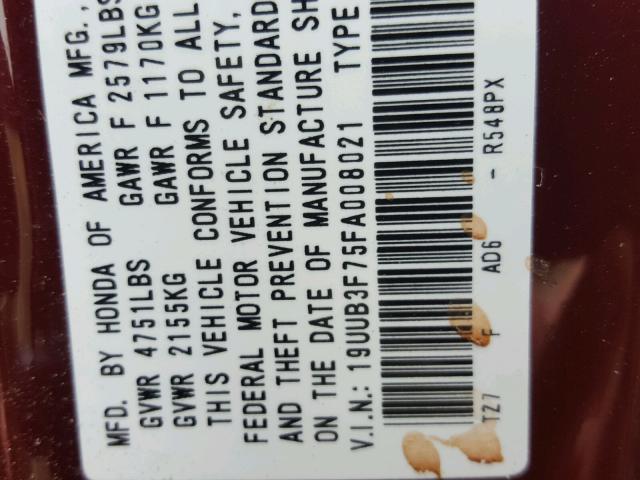 MFD. BY HONDA OF AMERICA MFG.,
GVWR 4751LBS GAWR F 2579LBS
GVWR 2155KG GAWR F 1170KG
THIS VEHICLE CONFORMS TO ALL
FEDERAL MOTOR VEHICLE SAFETY,
AND THEFT PREVENTION STANDARD
ON THE DATE OF MANUFACTURE SH
V.I.N.: 19UUB3F75FA008021 TYPE
TZ7 F AD6 - R548PX